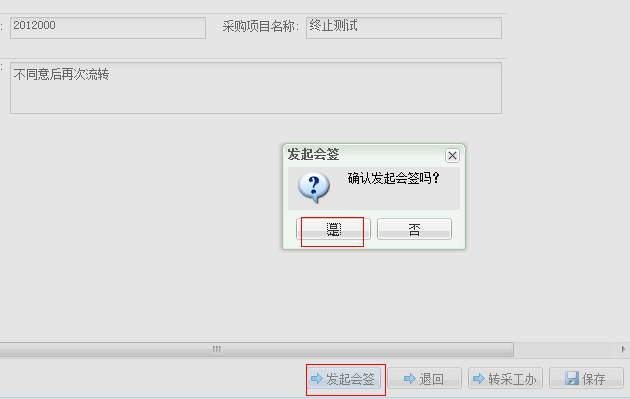 : 2012000 采购项目名称: 终止测试
: 不同意后再次流转
发起会签
确认发起会签吗?
是 否
发起会签 退回 转采工办 保存